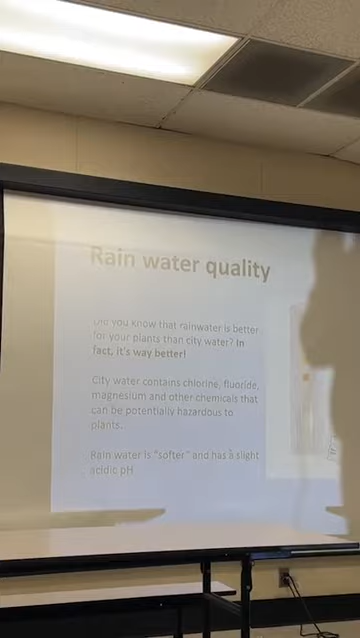 Rain water quality
Did you know that rainwater is better
for your plants than city water? In
fact, it's way better!
City water contains chlorine, fluoride,
magnesium and other chemicals that
can be potentially hazardous to
plants.
Rain water is "softer" and has a slight
acidic pH